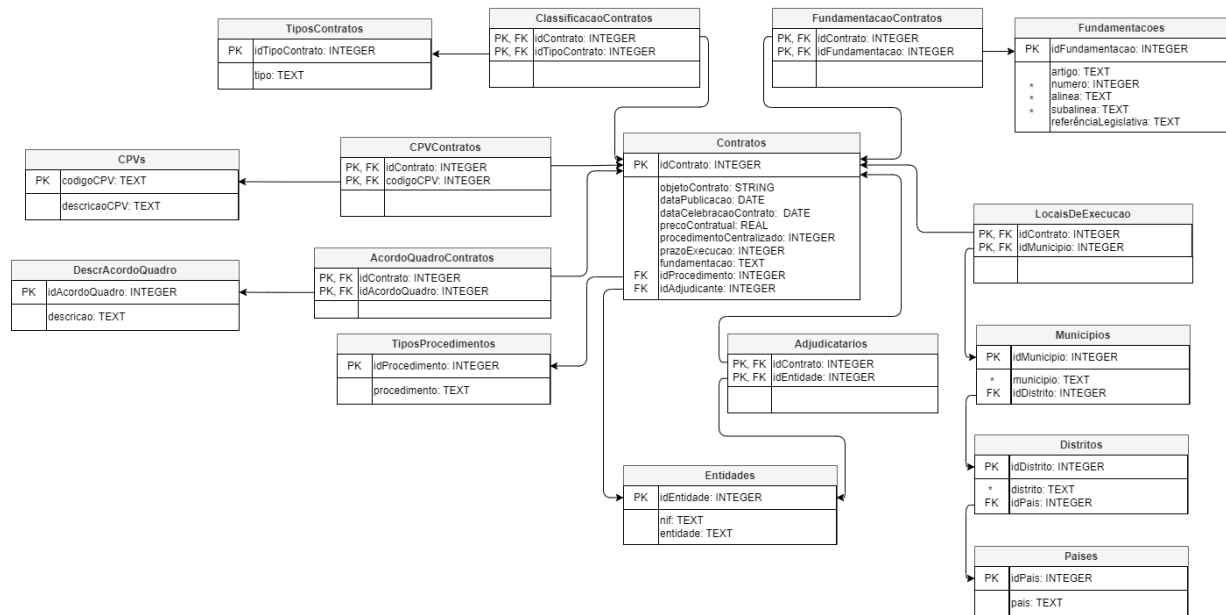 TiposContratos
PK idTipoContrato: INTEGER
tipo: TEXT
ClassificacaoContratos
PK, FK idContrato: INTEGER
PK, FK idTipoContrato: INTEGER
FundamentacaoContratos
PK, FK idContrato: INTEGER
PK, FK idFundamentacao: INTEGER
Fundamentacoes
PK idFundamentacao: INTEGER
artigo: TEXT
* numero: INTEGER
* alinea: TEXT
* subalinea: TEXT
referênciaLegislativa: TEXT
CPVs
PK codigoCPV: TEXT
descricaoCPV: TEXT
CPVContratos
PK, FK idContrato: INTEGER
PK, FK codigoCPV: INTEGER
Contratos
PK idContrato: INTEGER
objetoContrato: STRING
dataPublicacao: DATE
dataCelebracaoContrato: DATE
precoContratual: REAL
procedimentoCentralizado: INTEGER
prazoExecucao: INTEGER
fundamentacao: TEXT
FK idProcedimento: INTEGER
FK idAdjudicante: INTEGER
LocaisDeExecucao
PK, FK idContrato: INTEGER
PK, FK idMunicipio: INTEGER
DescrAcordoQuadro
PK idAcordoQuadro: INTEGER
descricao: TEXT
AcordoQuadroContratos
PK, FK idContrato: INTEGER
PK, FK idAcordoQuadro: INTEGER
TiposProcedimentos
PK idProcedimento: INTEGER
procedimento: TEXT
Adjudicatarios
PK, FK idContrato: INTEGER
PK, FK idEntidade: INTEGER
Municipios
PK idMunicipio: INTEGER
* municipio: TEXT
FK idDistrito: INTEGER
Entidades
PK idEntidade: INTEGER
nif: TEXT
entidade: TEXT
Distritos
PK idDistrito: INTEGER
* distrito: TEXT
FK idPais: INTEGER
Paises
PK idPais: INTEGER
pais: TEXT